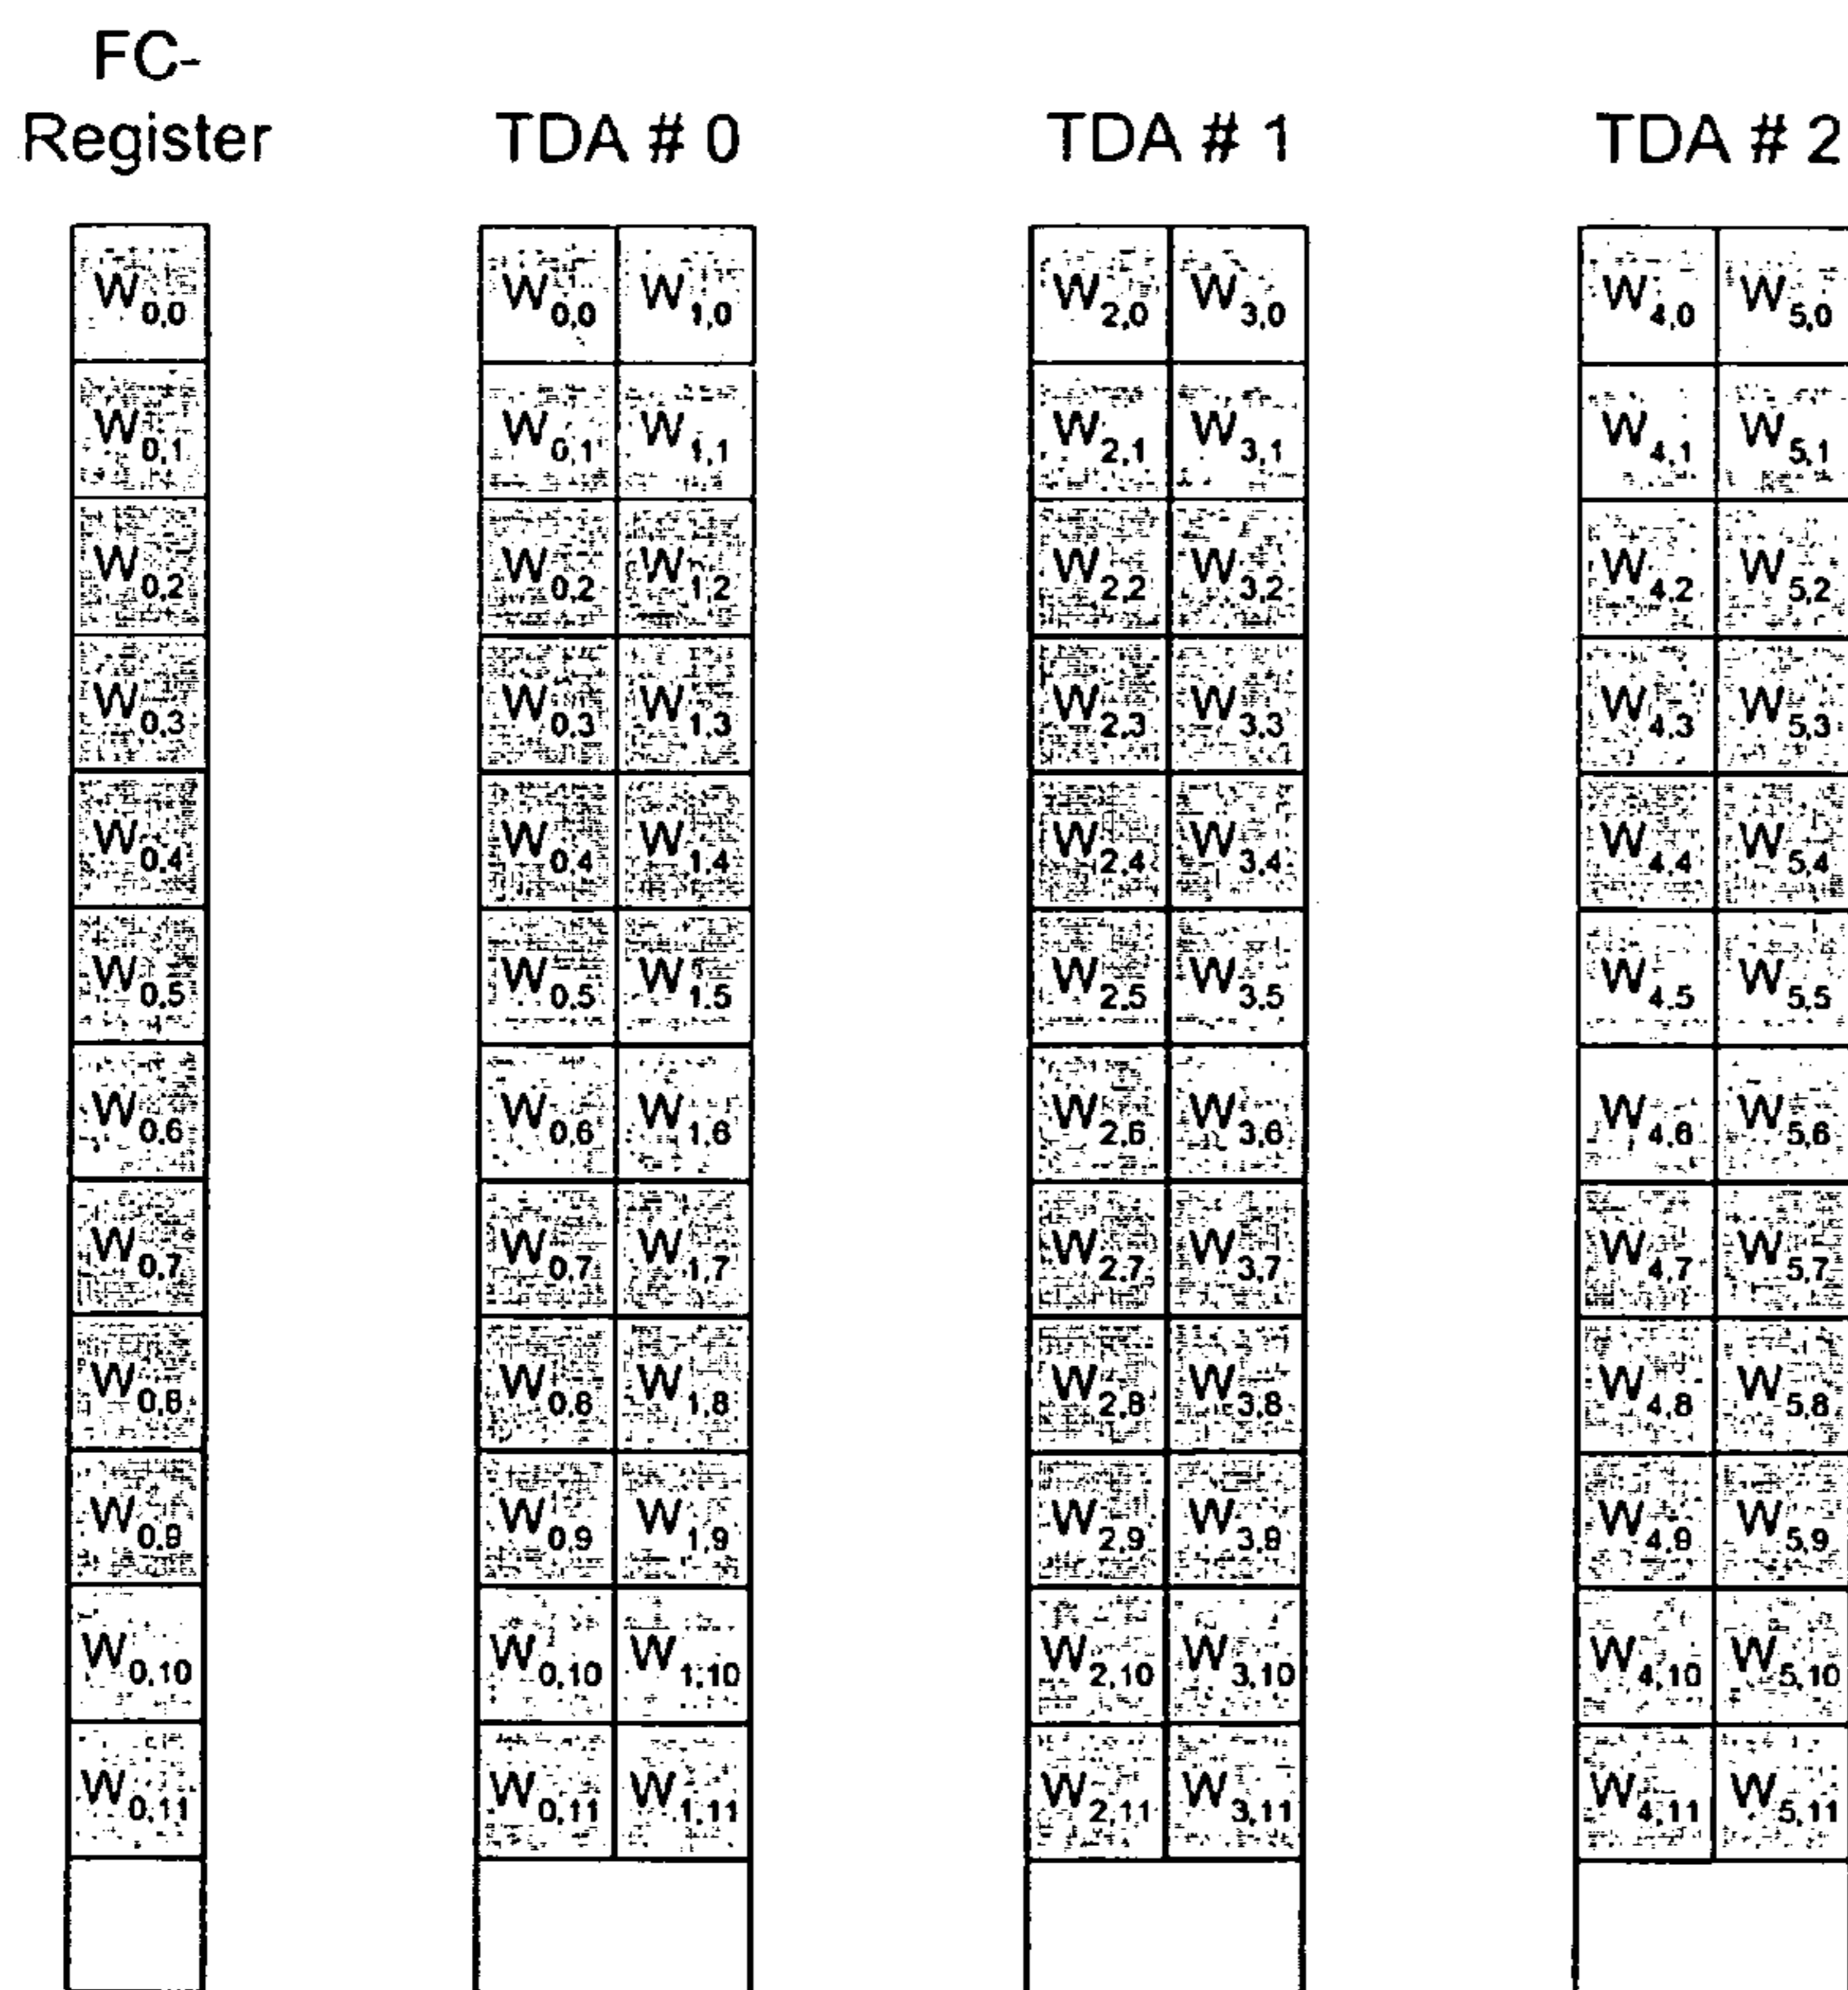 FC-
Register TDA # 0 TDA # 1 TDA # 2
W0,0 W0,0 W1,0 W2,0 W3,0 W4,0 W5,0
W0,1 W0,1 W1,1 W2,1 W3,1 W4,1 W5,1
W0,2 W0,2 W1,2 W2,2 W3,2 W4,2 W5,2
W0,3 W0,3 W1,3 W2,3 W3,3 W4,3 W5,3
W0,4 W0,4 W1,4 W2,4 W3,4 W4,4 W5,4
W0,5 W0,5 W1,5 W2,5 W3,5 W4,5 W5,5
W0,6 W0,6 W1,6 W2,6 W3,6 W4,6 W5,6
W0,7 W0,7 W1,7 W2,7 W3,7 W4,7 W5,7
W0,8 W0,8 W1,8 W2,8 W3,8 W4,8 W5,8
W0,9 W0,9 W1,9 W2,9 W3,9 W4,9 W5,9
W0,10 W0,10 W1,10 W2,10 W3,10 W4,10 W5,10
W0,11 W0,11 W1,11 W2,11 W3,11 W4,11 W5,11